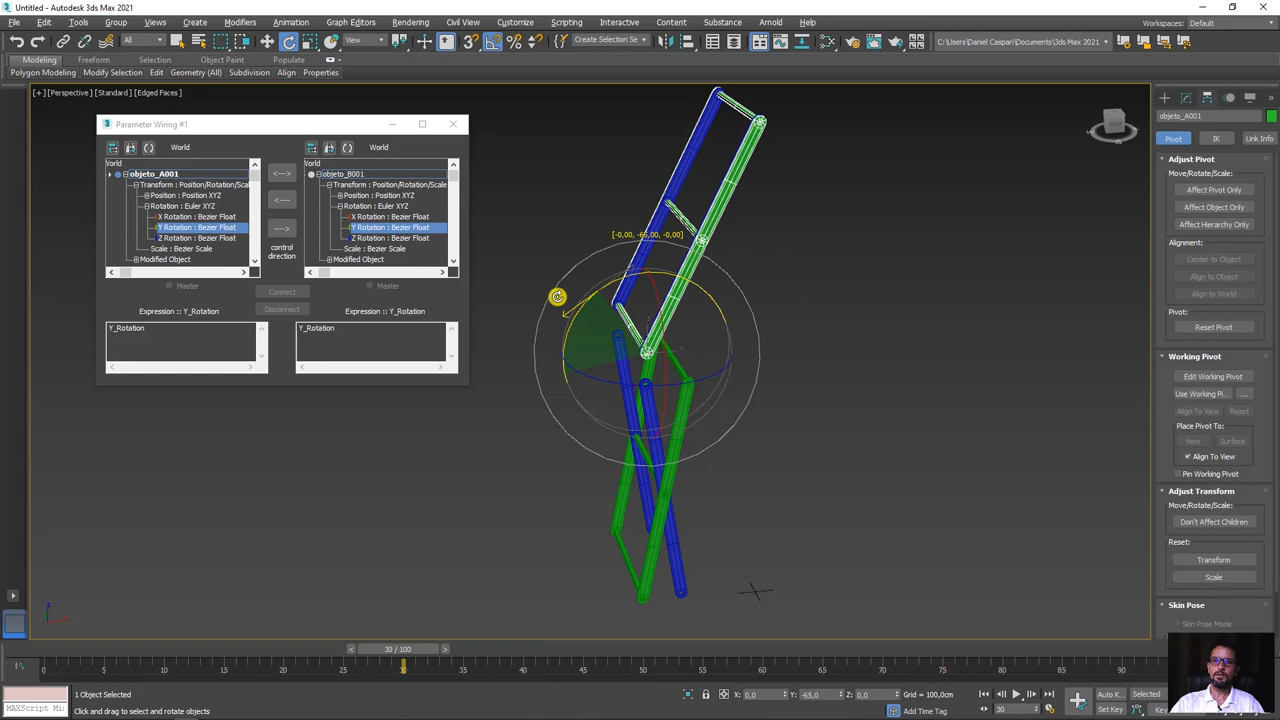 Untitled - Autodesk 3ds Max 2021
File Edit Tools Group Views Create Modifiers Animation Graph Editors Rendering Civil View Customize Scripting Interactive Content Substance Arnold Help
Workspaces: Default
All View Create Selection Se C:\Daniel Caspari\Documents\3ds Max 2021
Modeling Freeform Selection Object Paint Populate
Polygon Modeling Modify Selection Edit Geometry (All) Subdivision Align Properties
[+] [Perspective] [Standard] [Edged Faces]
Parameter Wiring #1
World World
World World
objeto_A001 objeto_B001
Transform : Position/Rotation/Scal Transform : Position/Rotation/Scale
Position : Position XYZ Position : Position XYZ
Rotation : Euler XYZ Rotation : Euler XYZ
X Rotation : Bezier Float X Rotation : Bezier Float
Y Rotation : Bezier Float Y Rotation : Bezier Float
Z Rotation : Bezier Float Z Rotation : Bezier Float
Scale : Bezier Scale Scale : Bezier Scale
Modified Object Modified Object
<---> 
<---
--->
control
direction
Master Connect Master
Disconnect
Expression :: Y_Rotation Expression :: Y_Rotation
Y_Rotation Y_Rotation
[-0,00, -65,00, -0,00]
objeto_A001
Pivot IK Link Info
Adjust Pivot
Move/Rotate/Scale:
Affect Pivot Only
Affect Object Only
Affect Hierarchy Only
Alignment:
Center to Object
Align to Object
Align to World
Pivot:
Reset Pivot
Working Pivot
Edit Working Pivot
Use Working Pi... ...
Align To View Reset
Place Pivot To:
View Surface
Align To View
Pin Working Pivot
Adjust Transform
Move/Rotate/Scale:
Don't Affect Children
Reset:
Transform
Scale
Skin Pose
Skin Pose Mode
< 30 / 100 >
0 5 10 15 20 25 30 35 40 45 50 55 60 65 70 75 80 85 90
1 Object Selected
MAXScript Mi
Click and drag to select and rotate objects
X: 0,0 Y: -65,0 Z: 0,0 Grid = 100,0cm
Add Time Tag
30
Auto K... Selected
Set Key